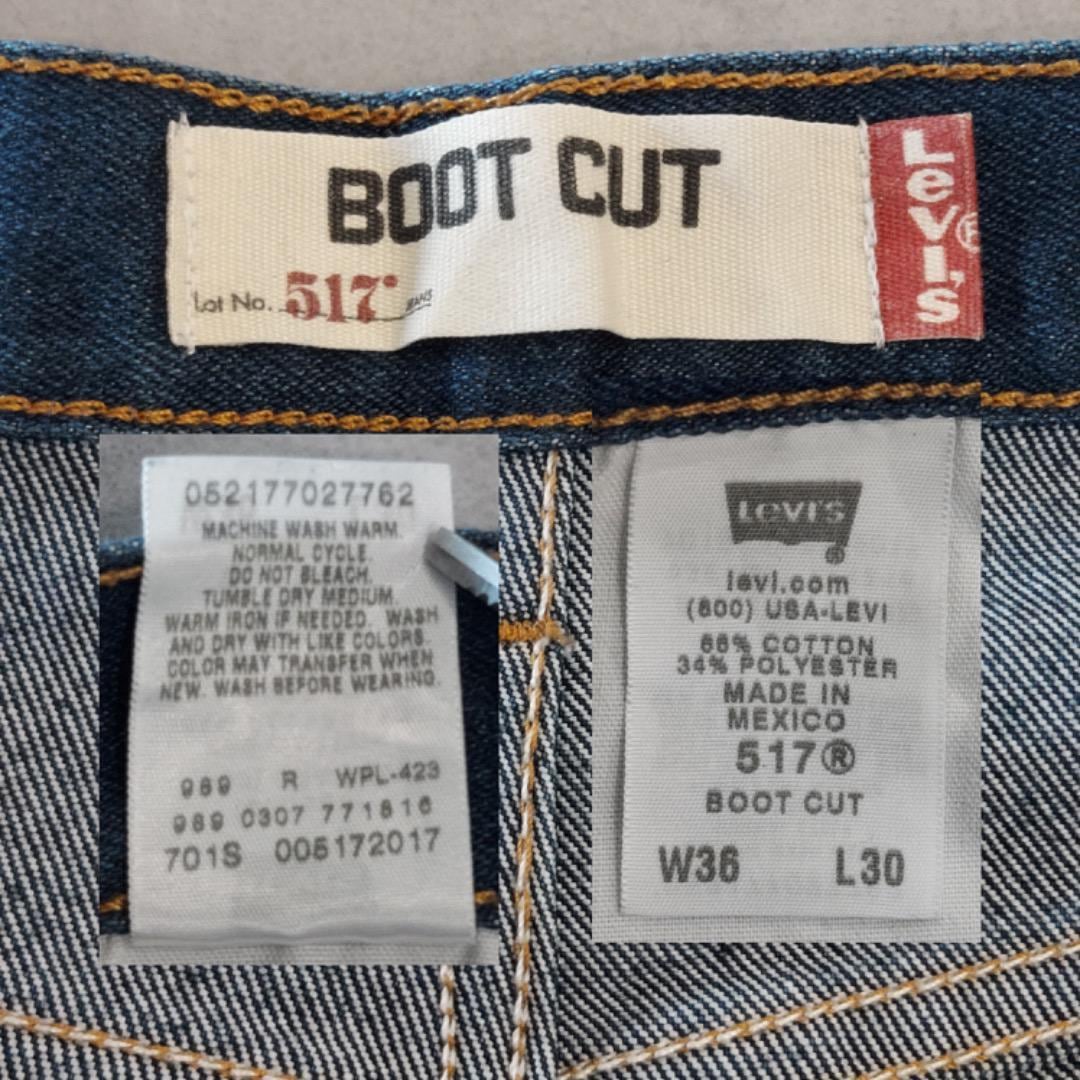 BOOT CUT
Lot No. 517® JEANS
Levi's®
052177027762
MACHINE WASH WARM.
NORMAL CYCLE.
DO NOT BLEACH.
TUMBLE DRY MEDIUM.
WARM IRON IF NEEDED. WASH
AND DRY WITH LIKE COLORS.
COLOR MAY TRANSFER WHEN
NEW. WASH BEFORE WEARING.
989 R WPL-423
989 0307 771816
701S 005172017
Levi's®
levi.com
(800) USA-LEVI
66% COTTON
34% POLYESTER
MADE IN
MEXICO
517®
BOOT CUT
W36 L30